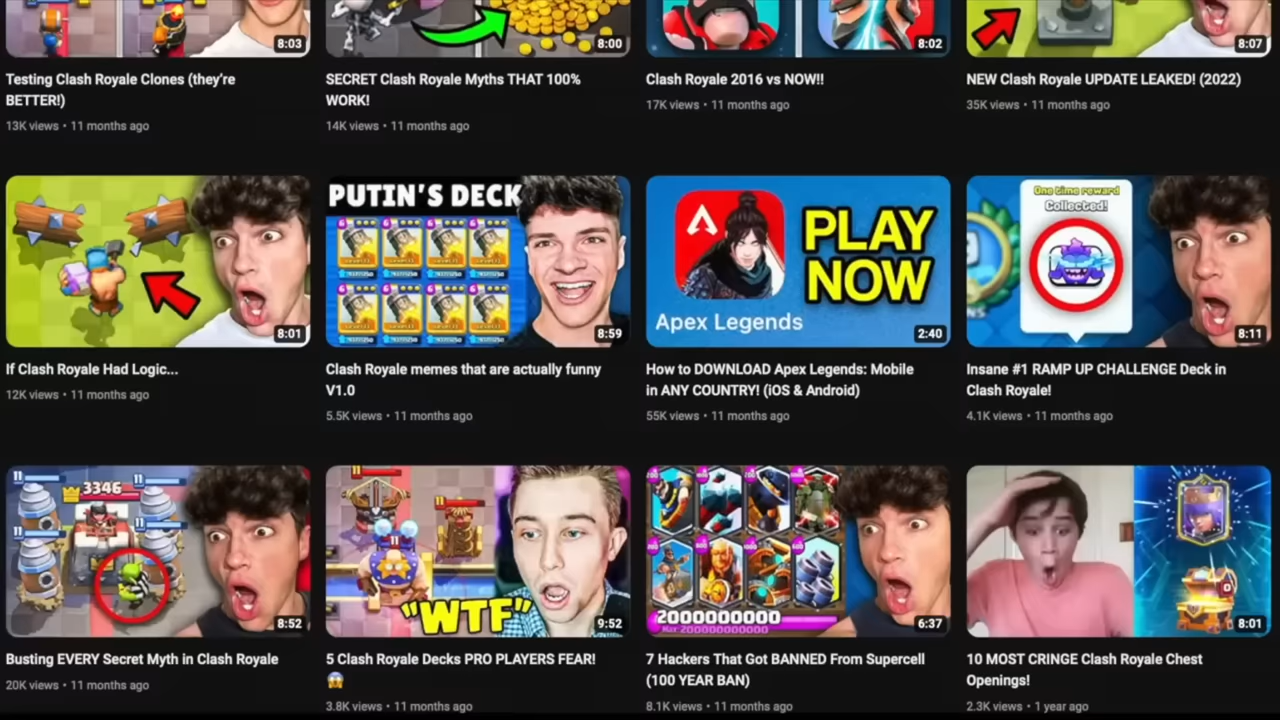 8:03
8:00
8:02
8:07
Testing Clash Royale Clones (they're
BETTER!)
13K views • 11 months ago
SECRET Clash Royale Myths THAT 100%
WORK!
14K views • 11 months ago
Clash Royale 2016 vs NOW!!
17K views • 11 months ago
NEW Clash Royale UPDATE LEAKED! (2022)
35K views • 11 months ago
8:01
PUTIN'S DECK
8:59
PLAY
NOW
Apex Legends
2:40
One time reward
Collected!
8:11
If Clash Royale Had Logic...
12K views • 11 months ago
Clash Royale memes that are actually funny
V1.0
5.5K views • 11 months ago
How to DOWNLOAD Apex Legends: Mobile
in ANY COUNTRY! (iOS & Android)
55K views • 11 months ago
Insane #1 RAMP UP CHALLENGE Deck in
Clash Royale!
4.1K views • 11 months ago
11
3346
11
11
11
8:52
11
11
11
"WTF"
9:52
2000000000
6:37
8:01
Busting EVERY Secret Myth in Clash Royale
20K views • 11 months ago
5 Clash Royale Decks PRO PLAYERS FEAR!
😱
3.8K views • 11 months ago
7 Hackers That Got BANNED From Supercell
(100 YEAR BAN)
8.1K views • 11 months ago
10 MOST CRINGE Clash Royale Chest
Openings!
2.3K views • 1 year ago